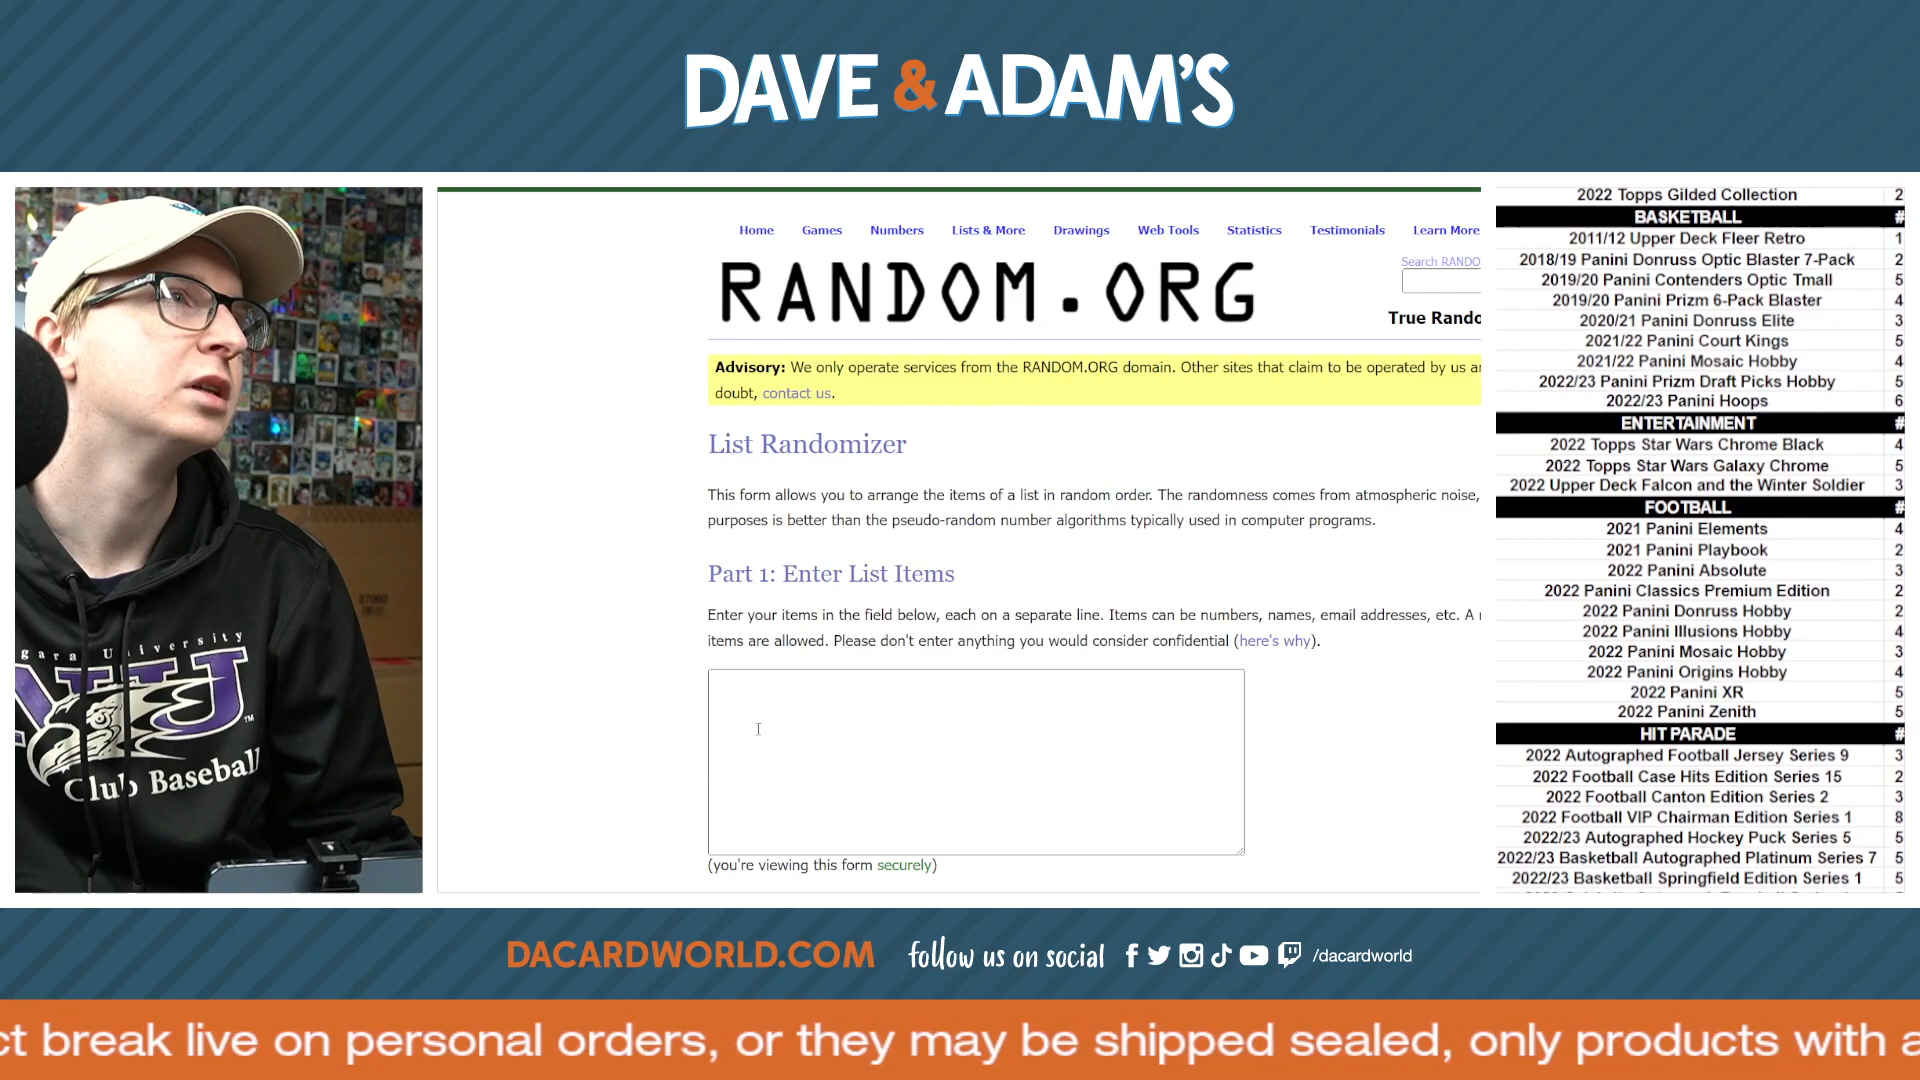 DAVE & ADAM'S
Home Games Numbers Lists & More Drawings Web Tools Statistics Testimonials Learn More
Search RANDO
RANDOM.ORG
True Rando
Advisory: We only operate services from the RANDOM.ORG domain. Other sites that claim to be operated by us
doubt, contact us.
List Randomizer
This form allows you to arrange the items of a list in random order. The randomness comes from atmospheric noise,
purposes is better than the pseudo-random number algorithms typically used in computer programs.
Part 1: Enter List Items
Enter your items in the field below, each on a separate line. Items can be numbers, names, email addresses, etc. A
items are allowed. Please don't enter anything you would consider confidential (here's why).
(you're viewing this form securely)
gara University
NU
TM
Club Baseball
2022 Topps Gilded Collection 2
BASKETBALL #
2011/12 Upper Deck Fleer Retro 1
2018/19 Panini Donruss Optic Blaster 7-Pack 2
2019/20 Panini Contenders Optic Tmall 5
2019/20 Panini Prizm 6-Pack Blaster 4
2020/21 Panini Donruss Elite 3
2021/22 Panini Court Kings 5
2021/22 Panini Mosaic Hobby 4
2022/23 Panini Prizm Draft Picks Hobby 5
2022/23 Panini Hoops 6
ENTERTAINMENT #
2022 Topps Star Wars Chrome Black 4
2022 Topps Star Wars Galaxy Chrome 5
2022 Upper Deck Falcon and the Winter Soldier 3
FOOTBALL #
2021 Panini Elements 4
2021 Panini Playbook 2
2022 Panini Absolute 3
2022 Panini Classics Premium Edition 2
2022 Panini Donruss Hobby 2
2022 Panini Illusions Hobby 4
2022 Panini Mosaic Hobby 3
2022 Panini Origins Hobby 4
2022 Panini XR 5
2022 Panini Zenith 5
HIT PARADE #
2022 Autographed Football Jersey Series 9 3
2022 Football Case Hits Edition Series 15 2
2022 Football Canton Edition Series 2 3
2022 Football VIP Chairman Edition Series 1 8
2022/23 Autographed Hockey Puck Series 5 5
2022/23 Basketball Autographed Platinum Series 7 5
2022/23 Basketball Springfield Edition Series 1 5
DACARDWORLD.COM follow us on social /dacardworld
ct break live on personal orders, or they may be shipped sealed, only products with a